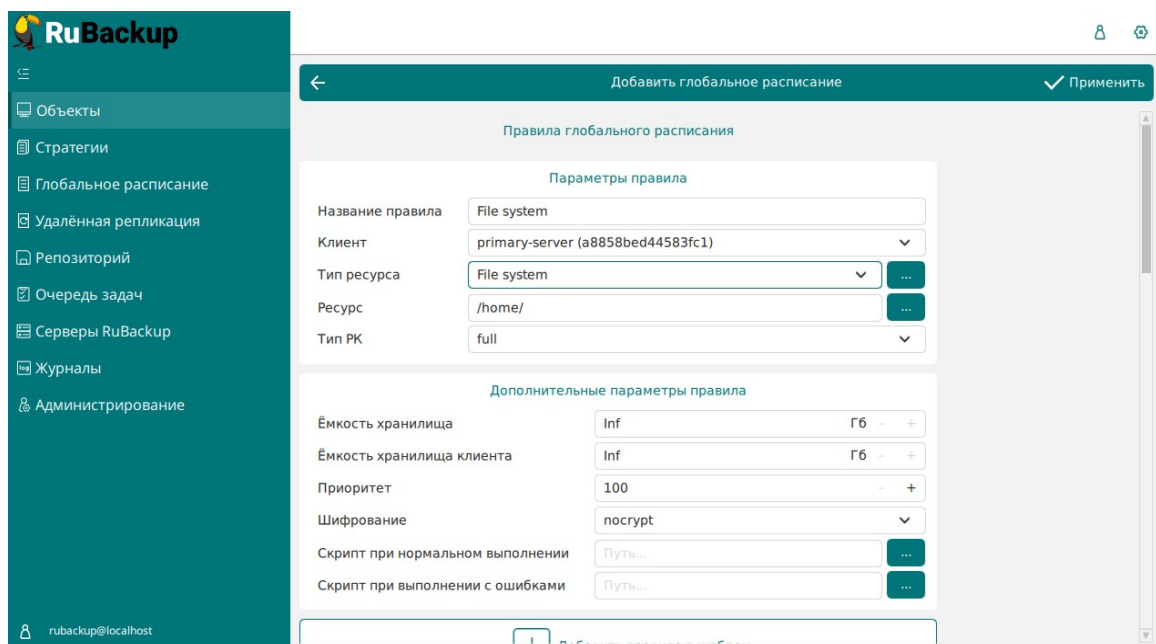 RuBackup
Объекты
Стратегии
Глобальное расписание
Удалённая репликация
Репозиторий
Очередь задач
Серверы RuBackup
log Журналы
Администрирование
rubackup@localhost
Добавить глобальное расписание
Применить
Правила глобального расписания
Параметры правила
Название правила File system
Клиент primary-server (a8858bed44583fc1)
Тип ресурса File system ...
Ресурс /home/ ...
Тип РК full
Дополнительные параметры правила
Ёмкость хранилища Inf Гб - +
Ёмкость хранилища клиента Inf Гб - +
Приоритет 100 - +
Шифрование nocrypt
Скрипт при нормальном выполнении Путь... ...
Скрипт при выполнении с ошибками Путь... ...